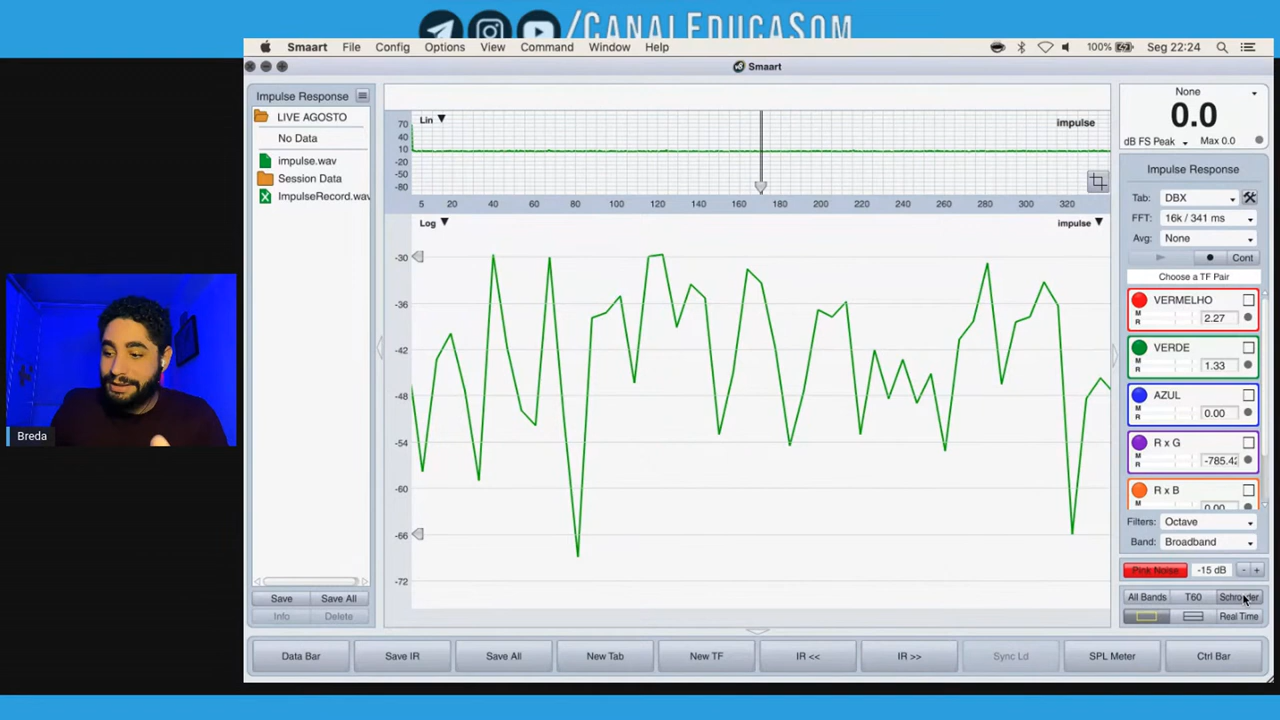 /CANALEDUCASOM
Smaart File Config Options View Command Window Help 100% Seg 22:24
Smaart
Impulse Response
LIVE AGOSTO
No Data
impulse.wav
Session Data
ImpulseRecord.wav
Lin
impulse
70
40
10
-20
-50
-80
5 20 40 60 80 100 120 140 160 180 200 220 240 260 280 300 320
Log
impulse
-30
-36
-42
-48
-54
-60
-66
-72
None
0.0
dB FS Peak Max 0.0
Impulse Response
Tab: DBX
FFT: 16k / 341 ms
Avg: None
Cont
Choose a TF Pair
VERMELHO
M
R 2.27
VERDE
M
R 1.33
AZUL
M
R 0.00
R x G
M
R -785.42
R x B
M
R 0.00
Filters: Octave
Band: Broadband
Pink Noise -15 dB - +
All Bands T60 Schroder
Real Time
Save Save All
Info Delete
Data Bar Save IR Save All New Tab New TF IR << IR >> Sync Ld SPL Meter Ctrl Bar
Breda